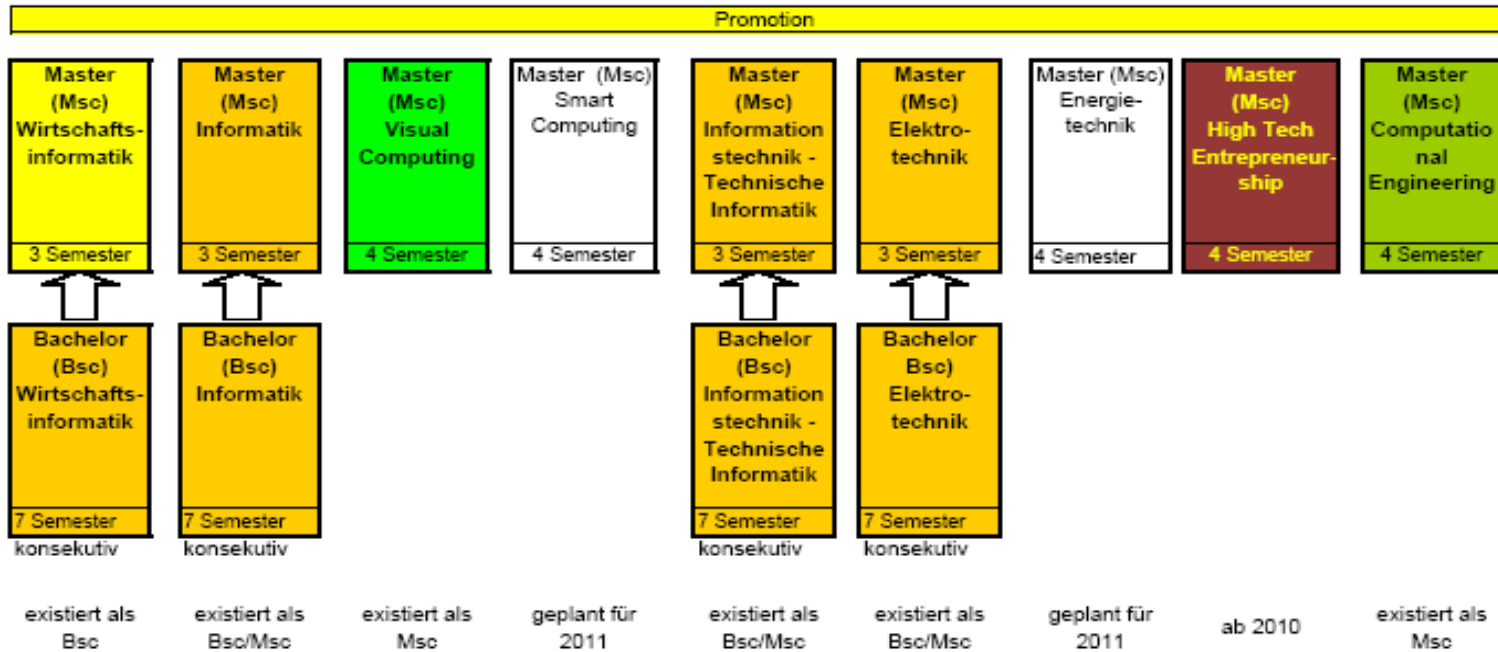 Promotion
Master
(Msc)
Wirtschafts-
informatik
3 Semester
Master
(Msc)
Informatik
3 Semester
Master
(Msc)
Visual
Computing
4 Semester
Master (Msc)
Smart
Computing
4 Semester
Master
(Msc)
Information
stechnik -
Technische
Informatik
3 Semester
Master
(Msc)
Elektro-
technik
3 Semester
Master (Msc)
Energie-
technik
4 Semester
Master
(Msc)
High Tech
Entrepreneur-
ship
4 Semester
Master
(Msc)
Computatio
nal
Engineering
4 Semester
Bachelor
(Bsc)
Wirtschafts-
informatik
7 Semester
konsekutiv
Bachelor
(Bsc)
Informatik
7 Semester
konsekutiv
Bachelor
(Bsc)
Information
stechnik -
Technische
Informatik
7 Semester
konsekutiv
Bachelor
Bsc)
Elektro-
technik
7 Semester
konsekutiv
existiert als
Bsc
existiert als
Bsc/Msc
existiert als
Msc
geplant für
2011
existiert als
Bsc/Msc
existiert als
Bsc/Msc
geplant für
2011
ab 2010
existiert als
Msc